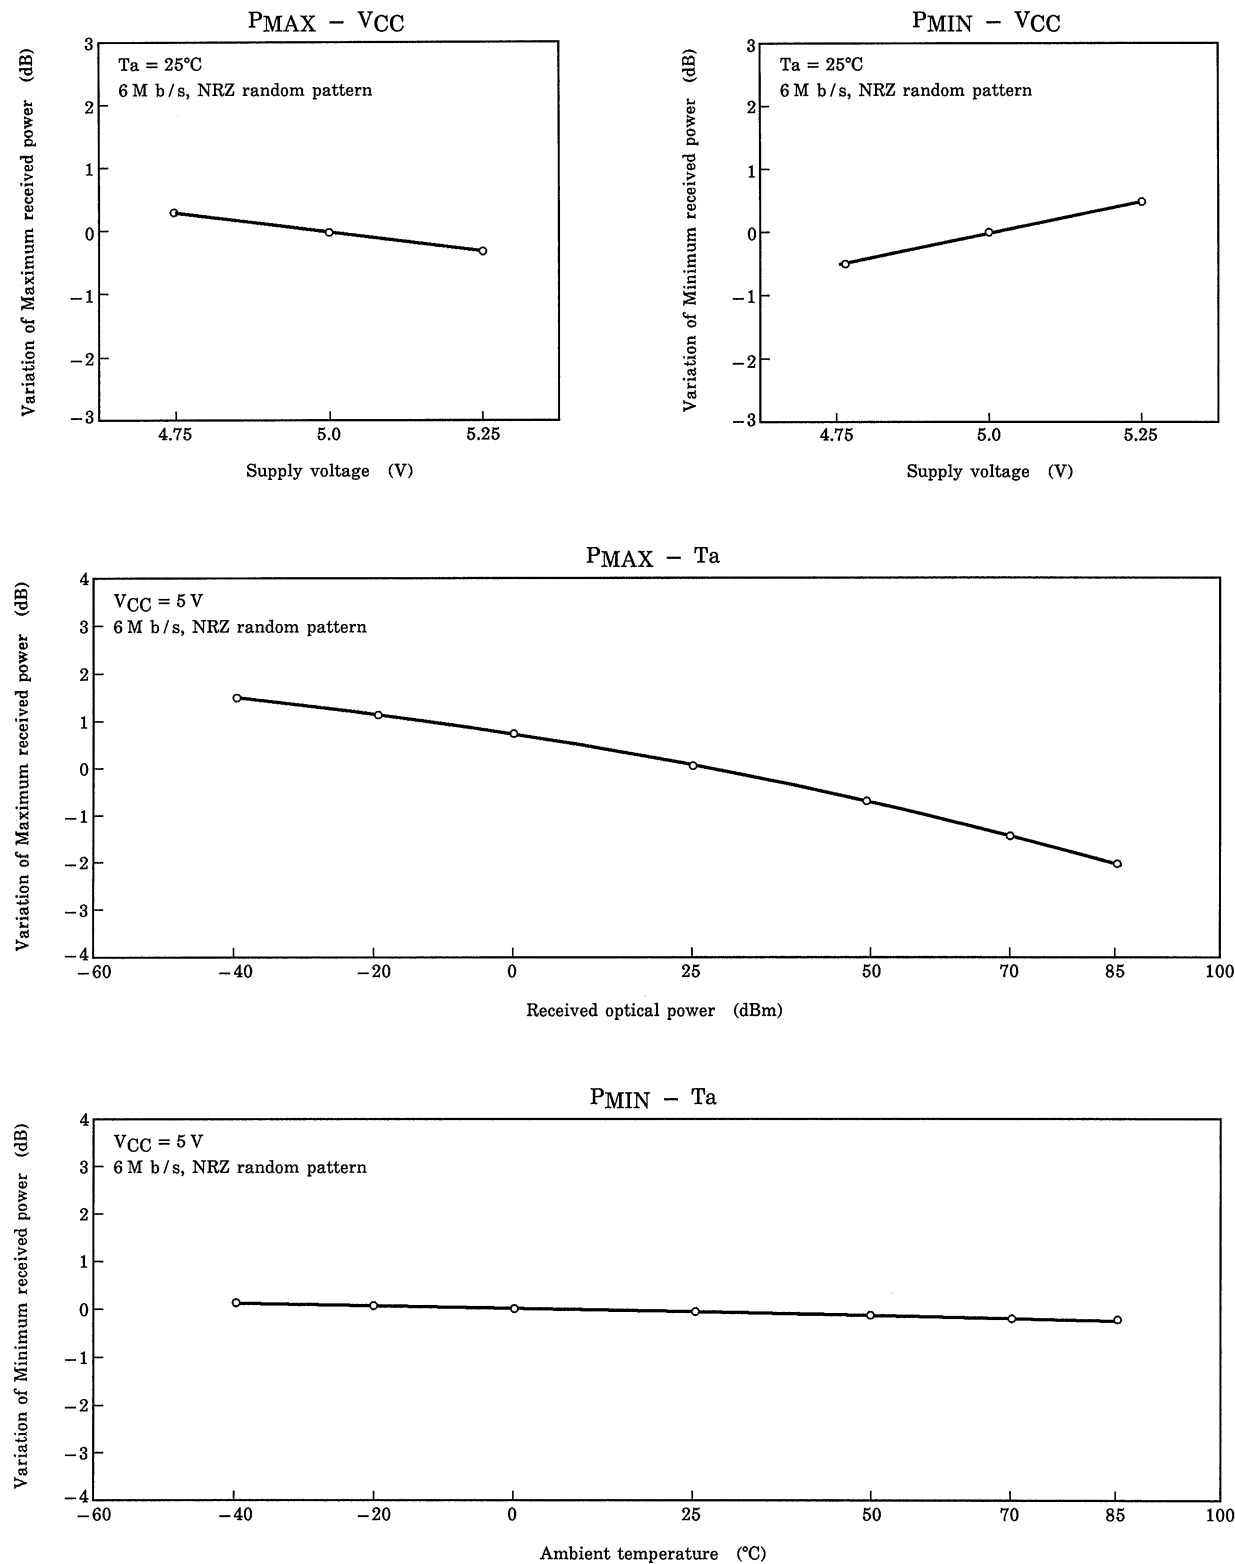 PMAX – VCC
Variation of Maximum received power (dB)
Ta = 25°C
6 M b/s, NRZ random pattern
3
2
1
0
−1
−2
−3
4.75 5.0 5.25
Supply voltage (V)
PMIN – VCC
Variation of Minimum received power (dB)
Ta = 25°C
6 M b/s, NRZ random pattern
3
2
1
0
−1
−2
−3
4.75 5.0 5.25
Supply voltage (V)
PMAX – Ta
Variation of Maximum received power (dB)
VCC = 5 V
6 M b/s, NRZ random pattern
4
3
2
1
0
−1
−2
−3
−4
−60 −40 −20 0 25 50 70 85 100
Received optical power (dBm)
PMIN – Ta
Variation of Minimum received power (dB)
VCC = 5 V
6 M b/s, NRZ random pattern
4
3
2
1
0
−1
−2
−3
−4
−60 −40 −20 0 25 50 70 85 100
Ambient temperature (°C)